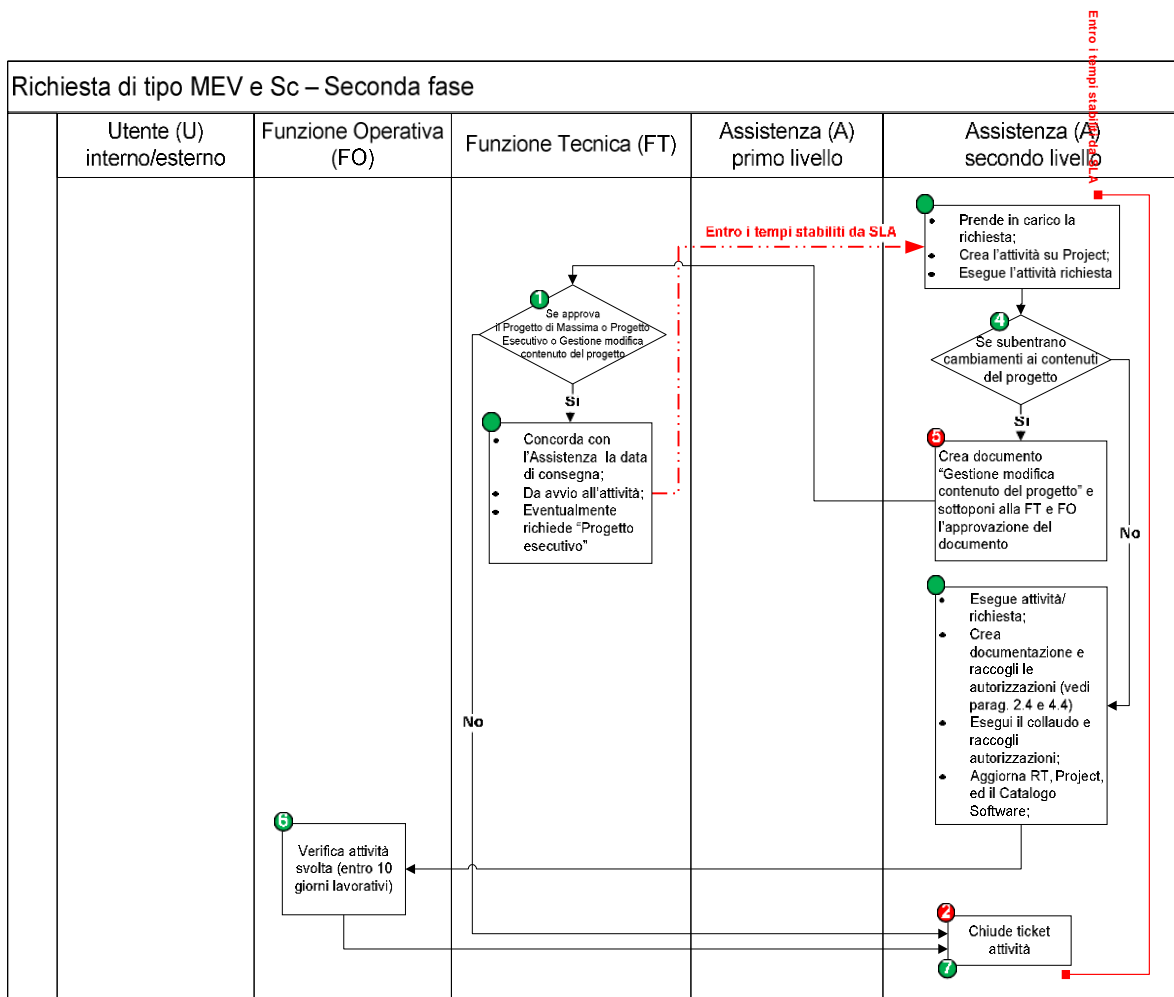 Entro i tempi stabiliti da SLA
Richiesta di tipo MEV e Sc – Seconda fase
Utente (U)
interno/esterno
Funzione Operativa
(FO)
Funzione Tecnica (FT)
Assistenza (A)
primo livello
Assistenza (A)
secondo livello
Entro i tempi stabiliti da SLA
• Prende in carico la
richiesta;
• Crea l'attività su Project;
• Esegue l'attività richiesta
1
Se approva
il Progetto di Massima o Progetto
Esecutivo o Gestione modifica
contenuto del progetto
4
Se subentrano
cambiamenti ai contenuti
del progetto
Si
• Concorda con
l'Assistenza la data
di consegna;
• Da avvio all'attività;
• Eventualmente
richiede "Progetto
esecutivo"
Si
5
Crea documento
"Gestione modifica
contenuto del progetto" e
sottoponi alla FT e FO
l'approvazione del
documento
No
• Esegue attività/
richiesta;
• Crea
documentazione e
raccogli le
autorizzazioni (vedi
parag. 2.4 e 4.4)
• Esegui il collaudo e
raccogli
autorizzazioni;
• Aggiorna RT, Project,
ed il Catalogo
Software;
No
6
Verifica attività
svolta (entro 10
giorni lavorativi)
2
Chiude ticket
attività
7